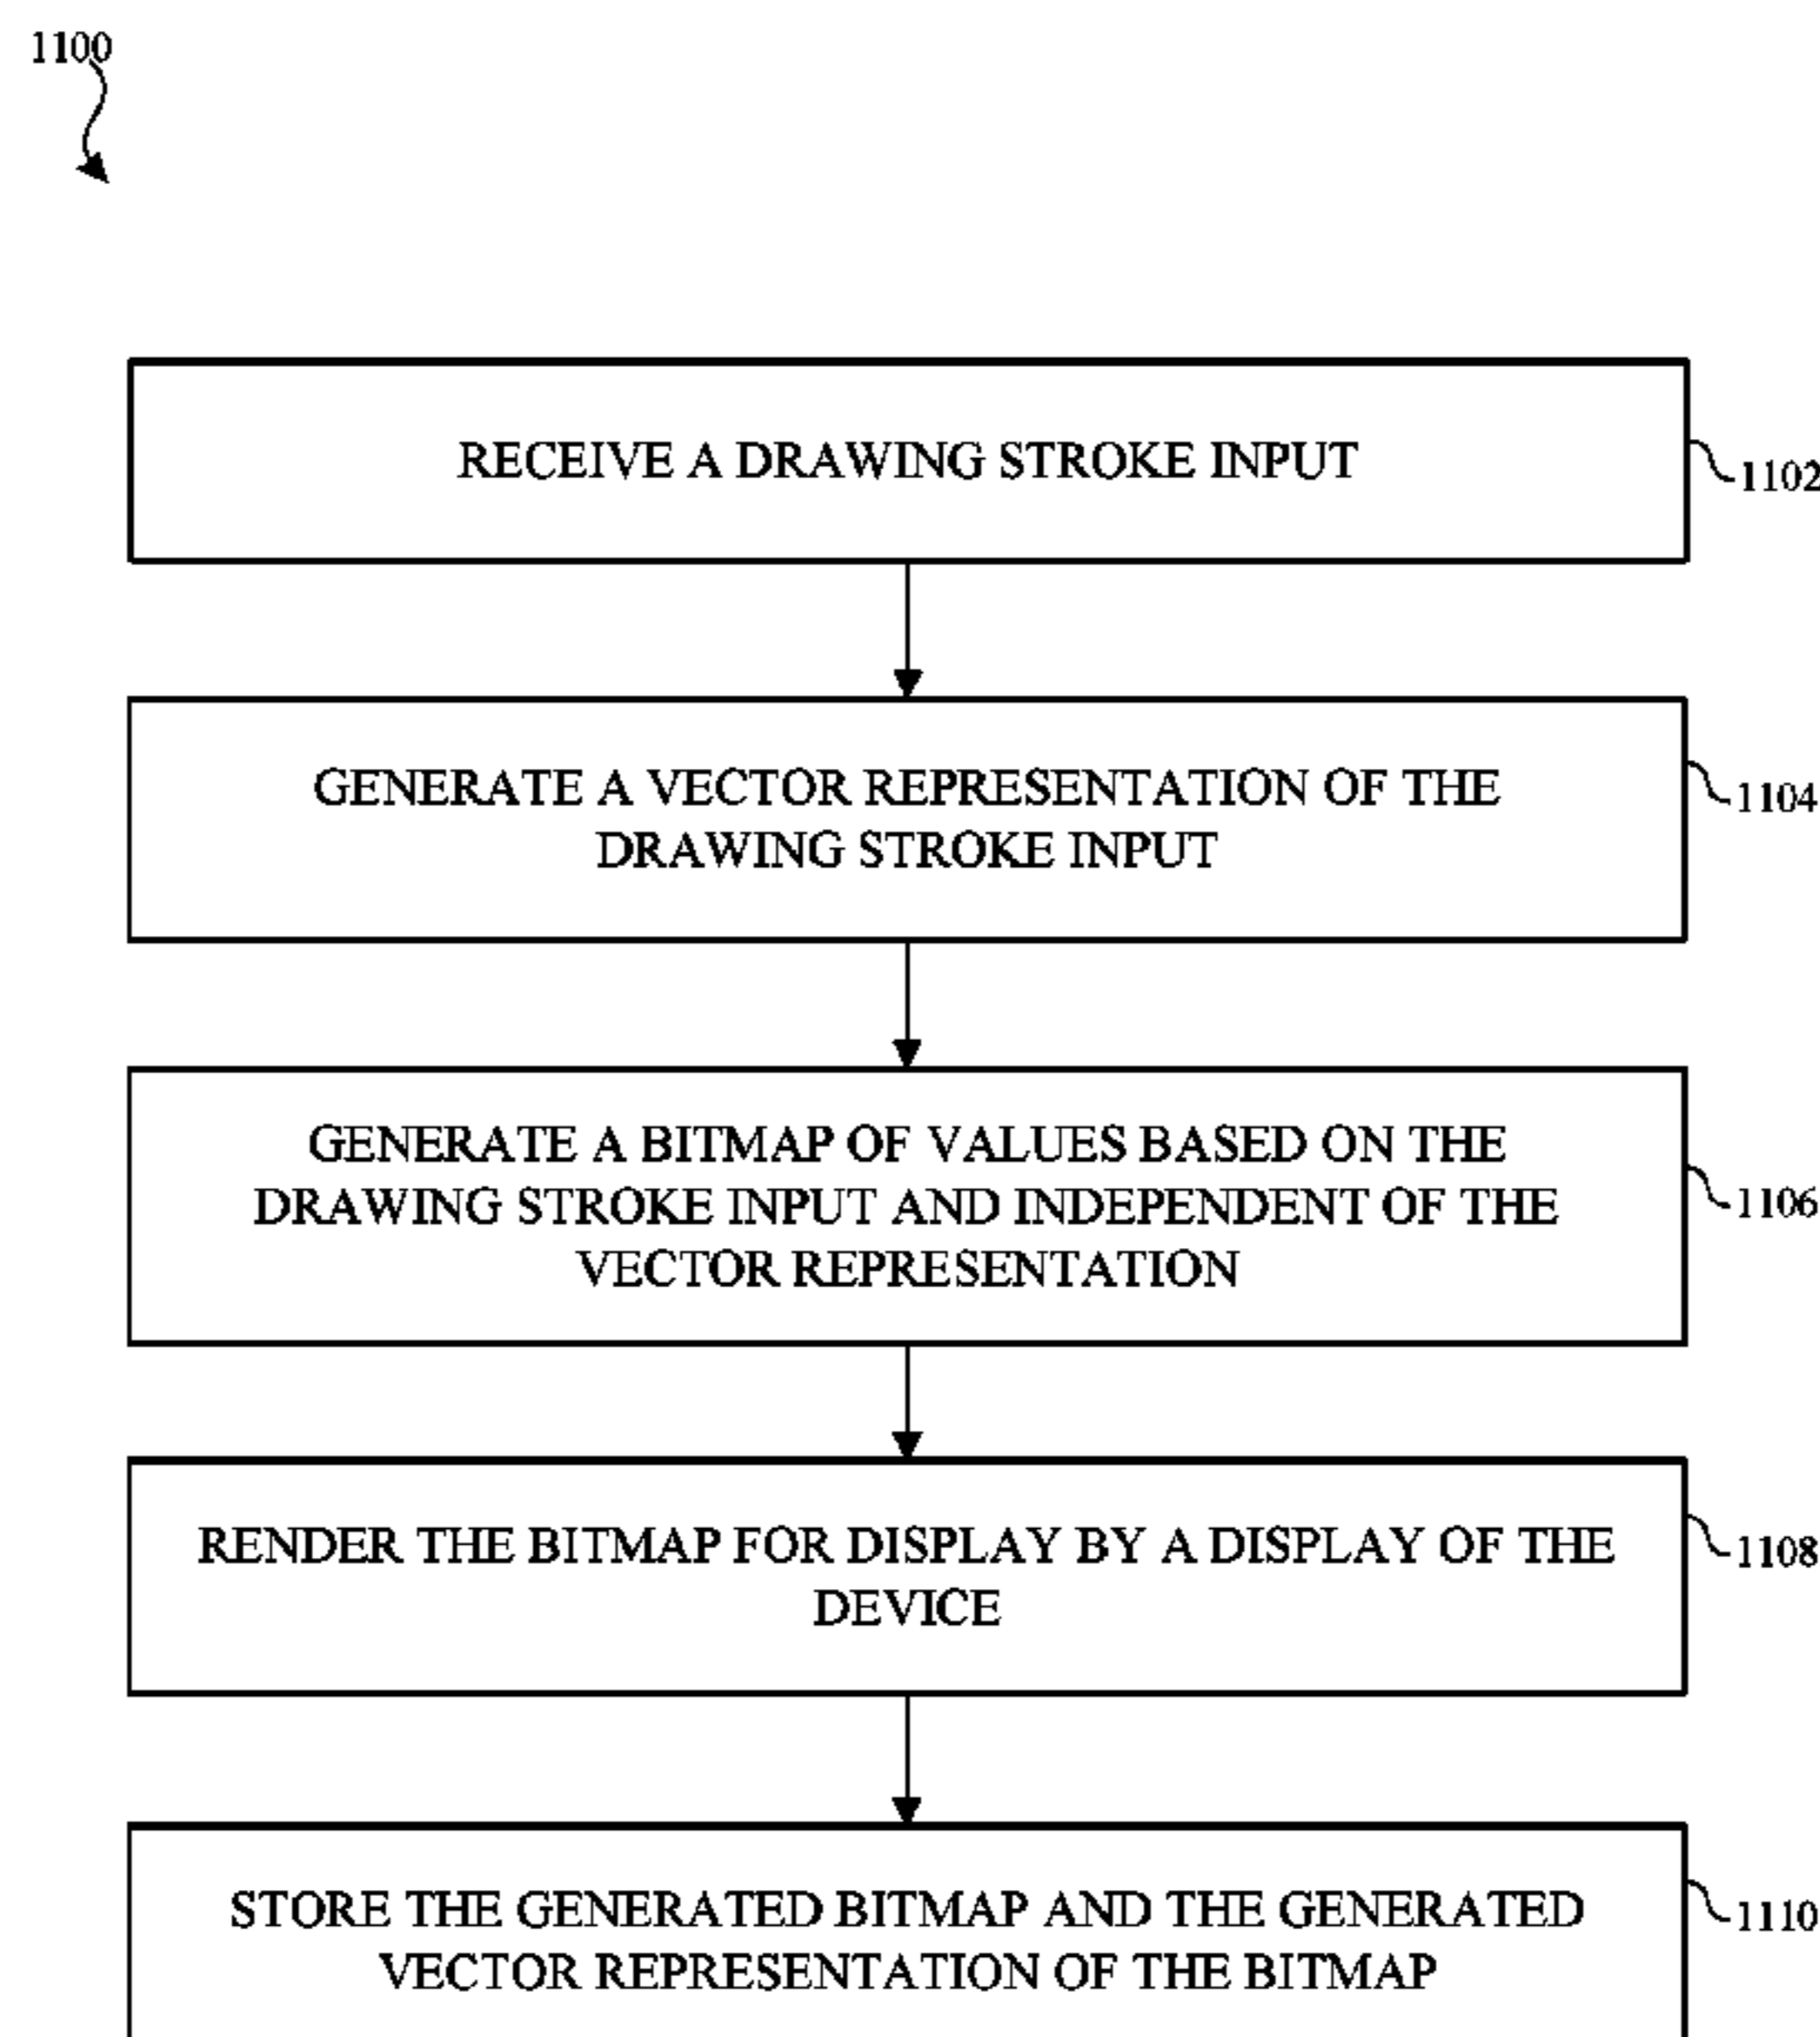 1100
RECEIVE A DRAWING STROKE INPUT
1102
GENERATE A VECTOR REPRESENTATION OF THE
DRAWING STROKE INPUT
1104
GENERATE A BITMAP OF VALUES BASED ON THE
DRAWING STROKE INPUT AND INDEPENDENT OF THE
VECTOR REPRESENTATION
1106
RENDER THE BITMAP FOR DISPLAY BY A DISPLAY OF THE
DEVICE
1108
STORE THE GENERATED BITMAP AND THE GENERATED
VECTOR REPRESENTATION OF THE BITMAP
1110